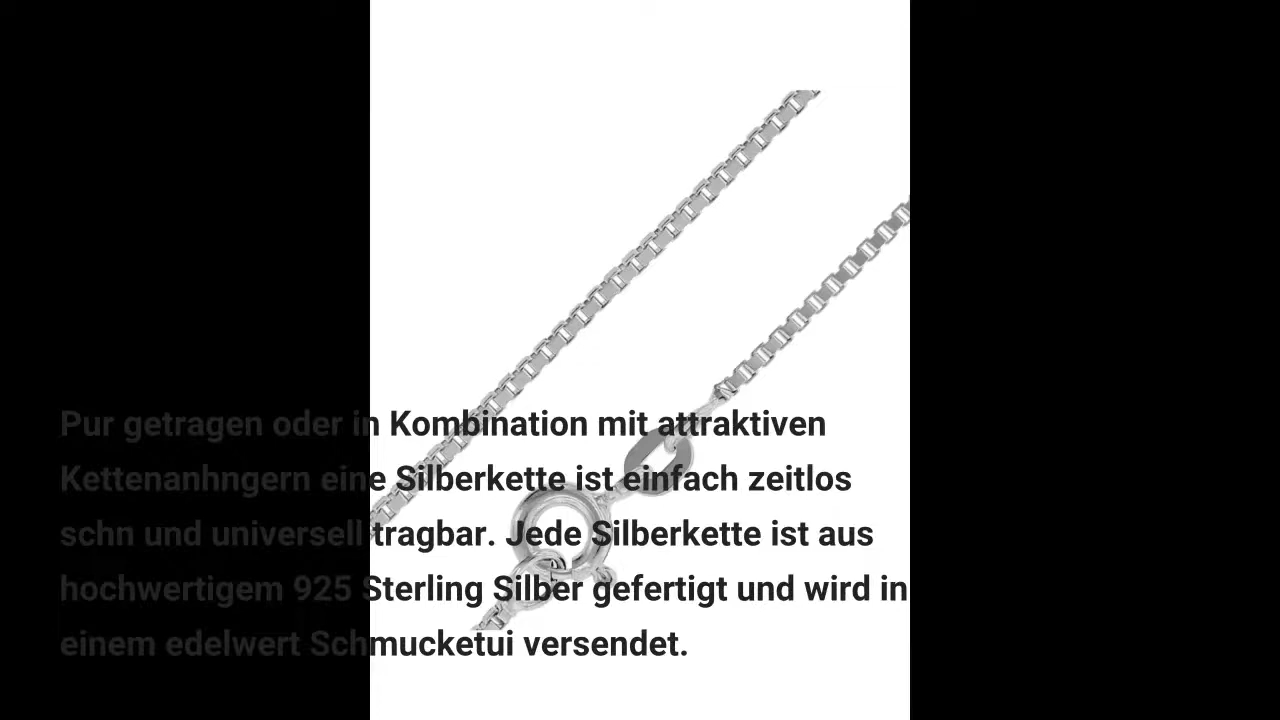 Pur getragen oder in Kombination mit attraktiven
Kettenanhngern eine Silberkette ist einfach zeitlos
schn und universell tragbar. Jede Silberkette ist aus
hochwertigem 925 Sterling Silber gefertigt und wird in
einem edelwert Schmucketui versendet.